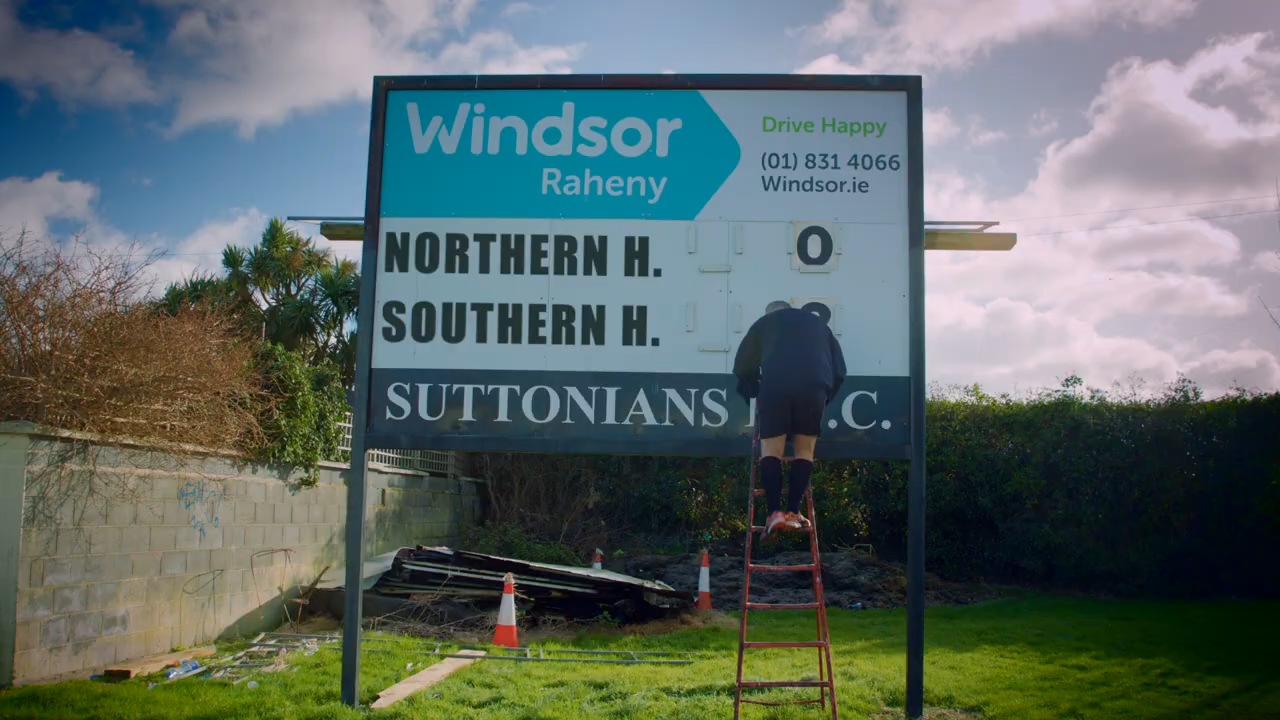 Windsor
Raheny
Drive Happy
(01) 831 4066
Windsor.ie
NORTHERN H. 0
SOUTHERN H.
SUTTONIANS .C.